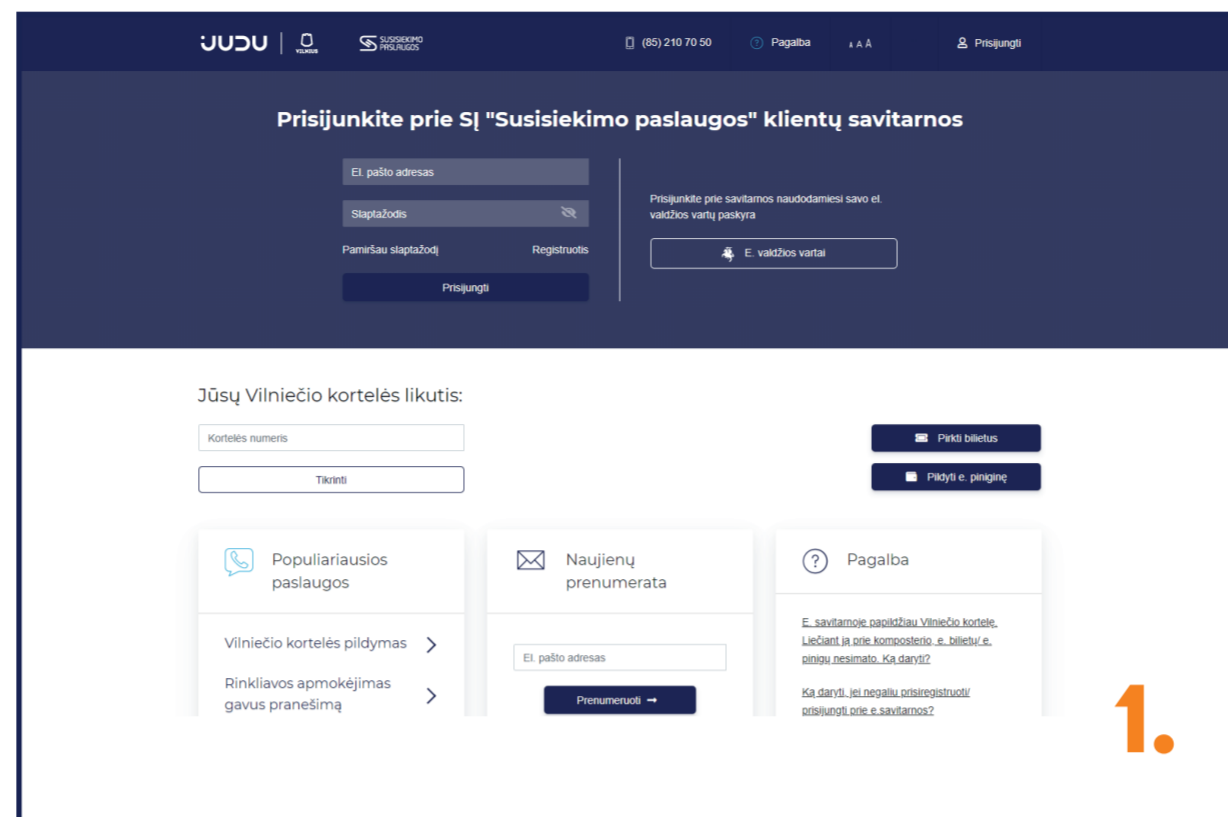 JUDU
VILNIUS
SUSISIEKIMO
PASLAUGOS
(85) 210 70 50
Pagalba
A A A
Prisijungti
Prisijunkite prie SĮ "Susisiekimo paslaugos" klientų savitarnos
El. pašto adresas
Slaptažodis
Pamiršau slaptažodį
Registruotis
Prisijungti
Prisijunkite prie savitarnos naudodamiesi savo el.
valdžios vartų paskyra
E. valdžios vartai
Jūsų Vilniečio kortelės likutis:
Kortelės numeris
Tikrinti
Pirkti bilietus
Pildyti e. piniginę
Populiariausios
paslaugos
Vilniečio kortelės pildymas
Rinkliavos apmokėjimas
gavus pranešimą
Naujienų
prenumerata
El. pašto adresas
Prenumeruoti →
Pagalba
E. savitarnoje papildžiau Vilniečio kortelę.
Liečiant ją prie komposterio, e. bilietų/ e.
pinigų nesimato. Ką daryti?
Ką daryti, jei negaliu prisiregistruoti/
prisijungti prie e.savitarnos?
1.